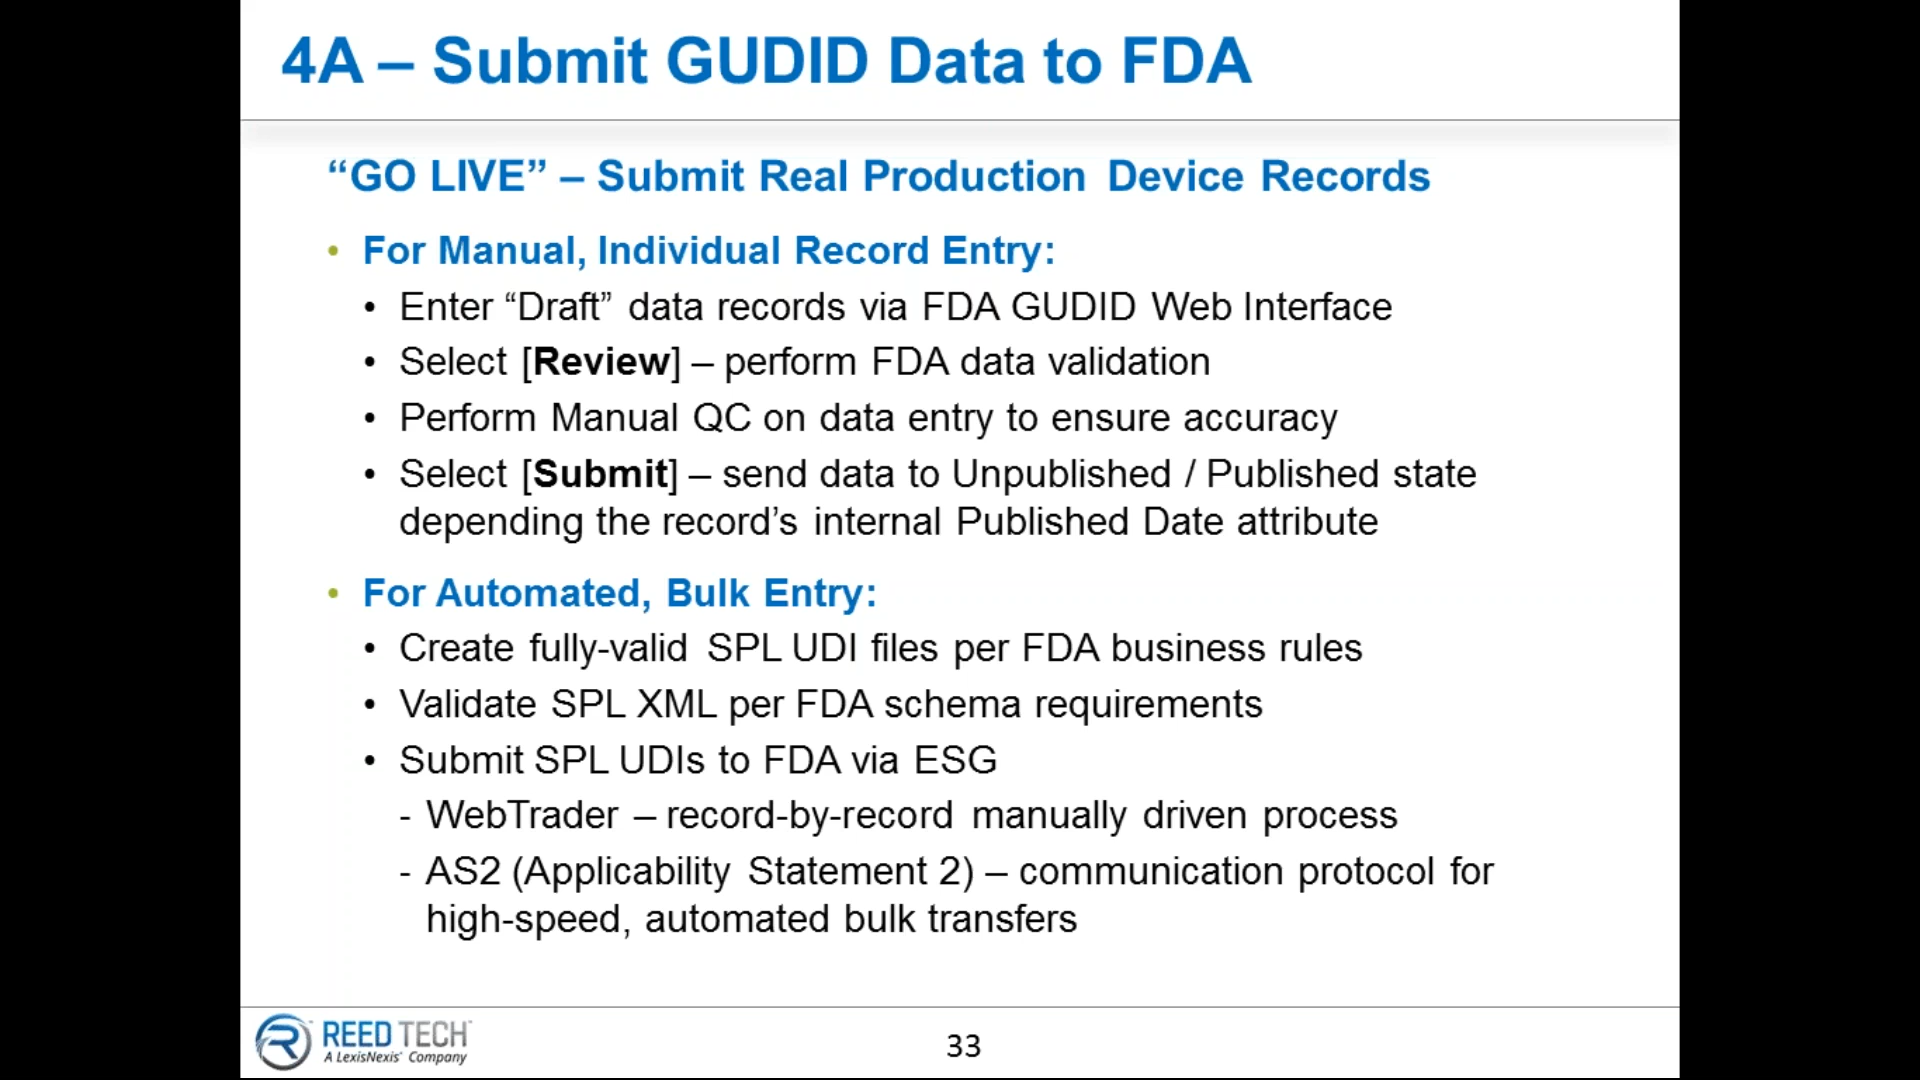 4A – Submit GUDID Data to FDA
“GO LIVE” – Submit Real Production Device Records
• For Manual, Individual Record Entry:
• Enter “Draft” data records via FDA GUDID Web Interface
• Select [Review] – perform FDA data validation
• Perform Manual QC on data entry to ensure accuracy
• Select [Submit] – send data to Unpublished / Published state
depending the record’s internal Published Date attribute
• For Automated, Bulk Entry:
• Create fully-valid SPL UDI files per FDA business rules
• Validate SPL XML per FDA schema requirements
• Submit SPL UDIs to FDA via ESG
- WebTrader – record-by-record manually driven process
- AS2 (Applicability Statement 2) – communication protocol for
high-speed, automated bulk transfers
REED TECH™
A LexisNexis® Company
33